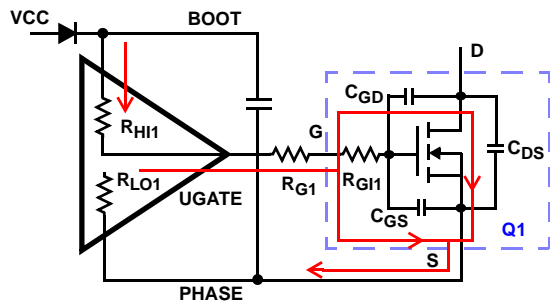 VCC
BOOT
D
C_GD
G
R_HI1
C_DS
R_LO1
R_G1
R_GI1
UGATE
C_GS
Q1
S
PHASE